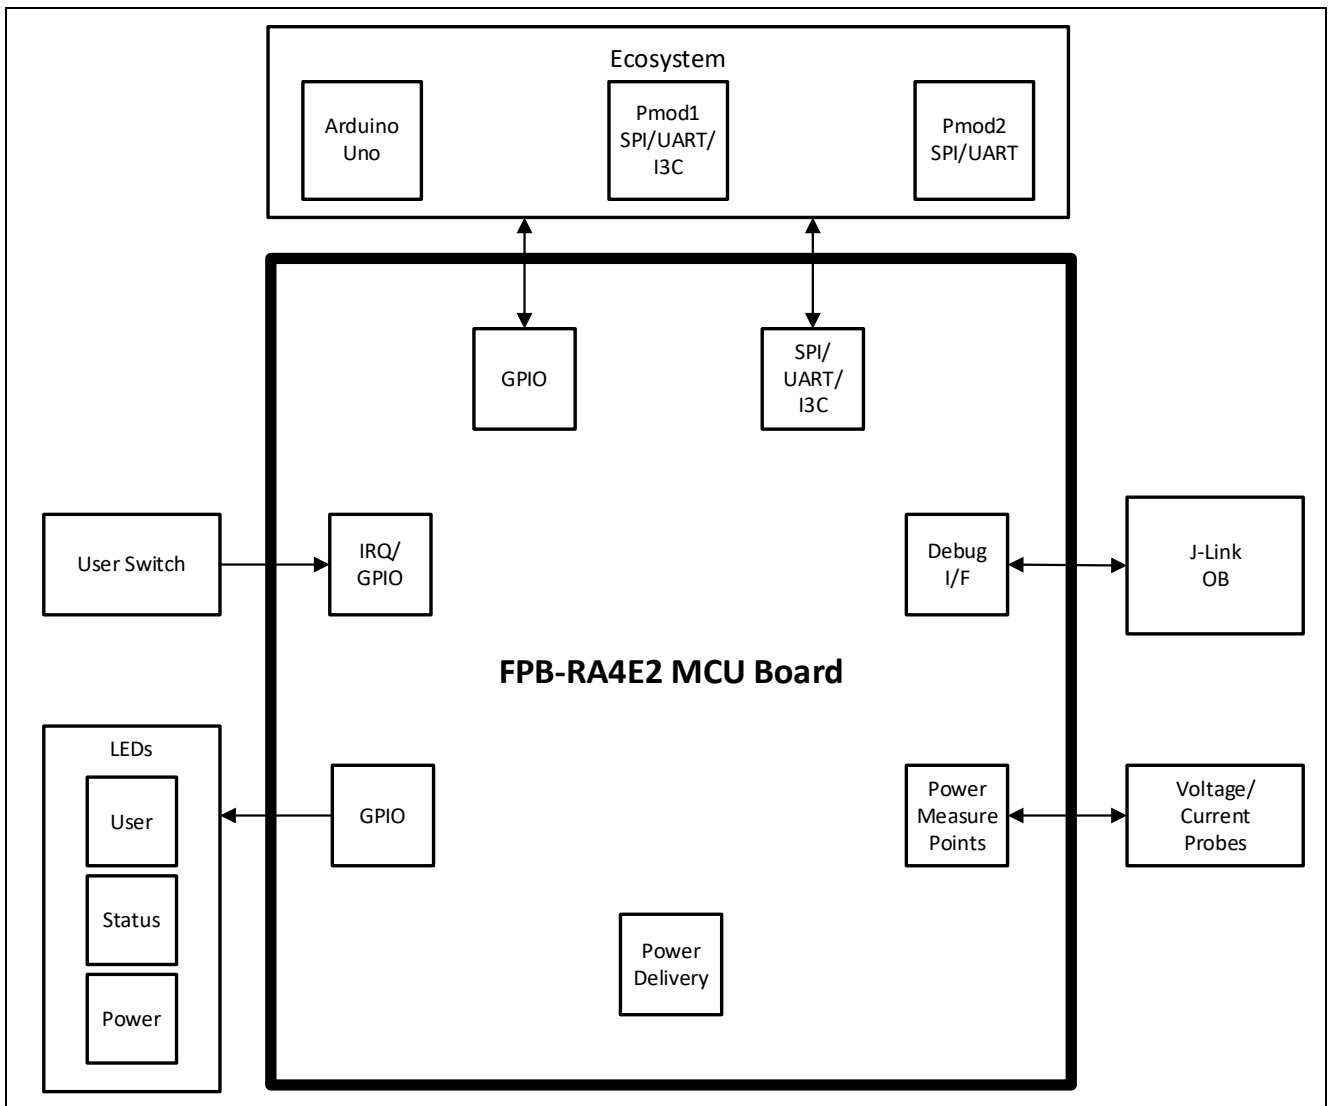 Ecosystem
Arduino
Uno
Pmod1
SPI/UART/
I3C
Pmod2
SPI/UART
GPIO
SPI/
UART/
I3C
User Switch
IRQ/
GPIO
Debug
I/F
J-Link
OB
FPB-RA4E2 MCU Board
LEDs
User
Status
Power
GPIO
Power
Measure
Points
Voltage/
Current
Probes
Power
Delivery